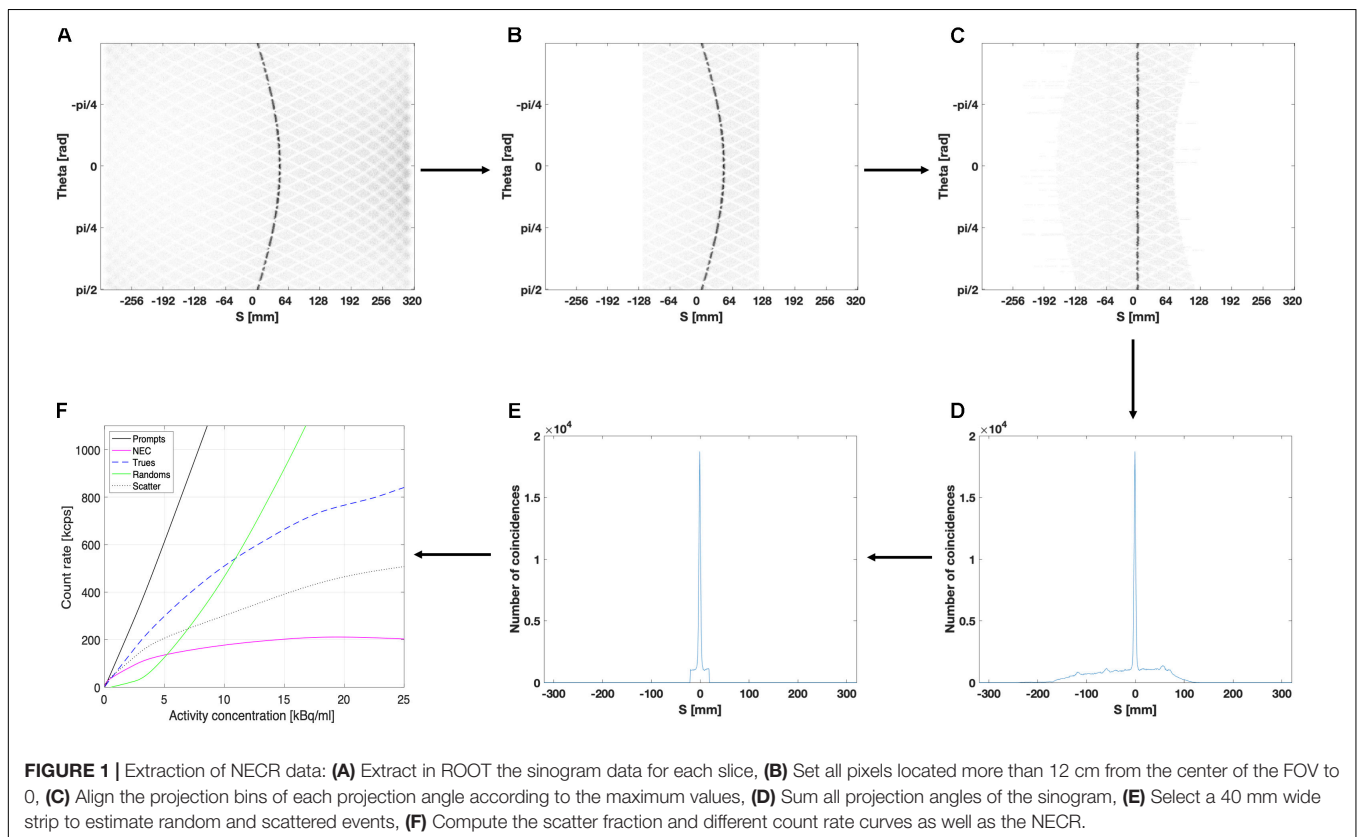 A
-pi/4
0
pi/4
pi/2
Theta [rad]
-256 -192 -128 -64 0 64 128 192 256 320
S [mm]
B
-pi/4
0
pi/4
pi/2
Theta [rad]
-256 -192 -128 -64 0 64 128 192 256 320
S [mm]
C
-pi/4
0
pi/4
pi/2
Theta [rad]
-256 -192 -128 -64 0 64 128 192 256 320
S [mm]
F
Prompts
NEC
Trues
Randoms
Scatter
1000
800
600
400
200
0
Count rate [kcps]
0 5 10 15 20 25
Activity concentration [kBq/ml]
E
×10⁴
2
1.5
1
0.5
0
Number of coincidences
-300 -200 -100 0 100 200 300
S [mm]
D
×10⁴
2
1.5
1
0.5
0
Number of coincidences
-300 -200 -100 0 100 200 300
S [mm]
FIGURE 1 | Extraction of NECR data: (A) Extract in ROOT the sinogram data for each slice, (B) Set all pixels located more than 12 cm from the center of the FOV to
0, (C) Align the projection bins of each projection angle according to the maximum values, (D) Sum all projection angles of the sinogram, (E) Select a 40 mm wide
strip to estimate random and scattered events, (F) Compute the scatter fraction and different count rate curves as well as the NECR.